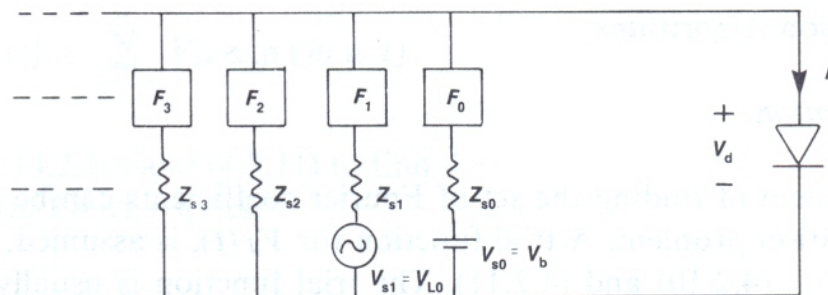 F3
F2
F1
F0
Zs3
Zs2
Zs1
Zs0
+
Vd
−
Vs0 = Vb
Vs1 = VL0